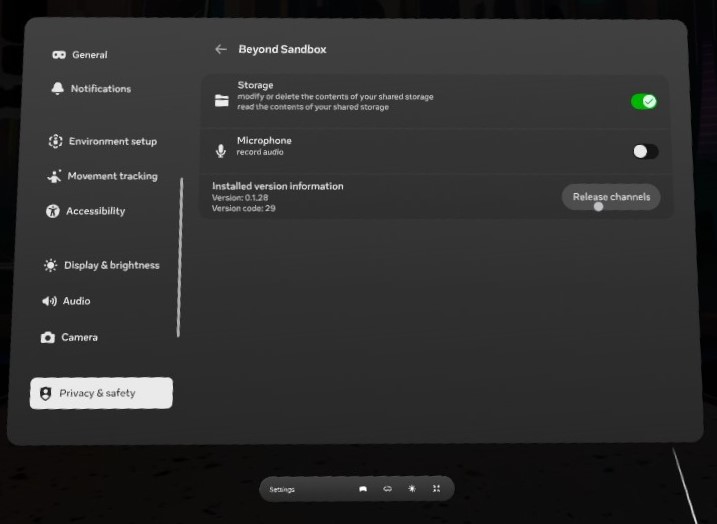 General
Notifications
Environment setup
Movement tracking
Accessibility
Display & brightness
Audio
Camera
Privacy & safety
Beyond Sandbox
Storage
modify or delete the contents of your shared storage
read the contents of your shared storage
Microphone
record audio
Installed version information
Version: 0.1.28
Version code: 29
Release channels
Settings